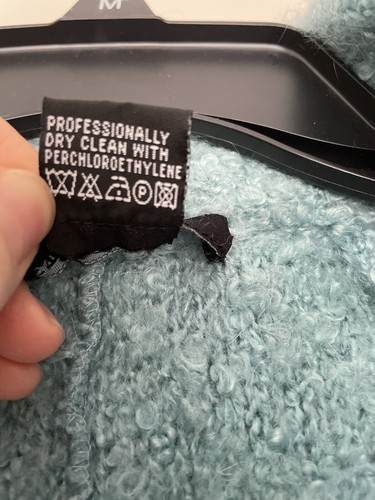 M
PROFESSIONALLY
DRY CLEAN WITH
PERCHLOROETHYLENE
P